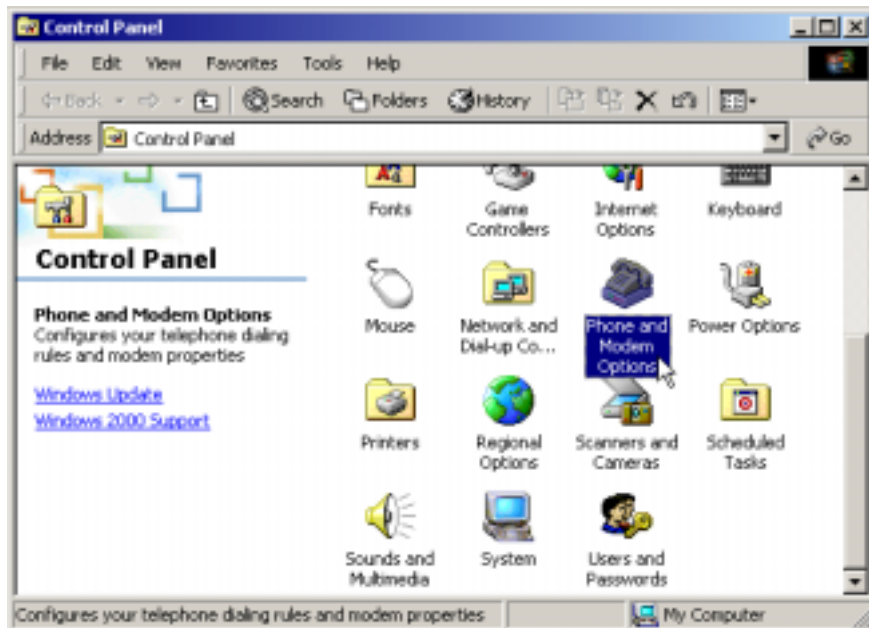 Control Panel
File Edit View Favorites Tools Help
Back Search Folders History
Address Control Panel Go
Control Panel
Phone and Modem Options
Configures your telephone dialing
rules and modem properties
Windows Update
Windows 2000 Support
Fonts
Game
Controllers
Internet
Options
Keyboard
Mouse
Network and
Dial-up Co...
Phone and
Modem
Options
Power Options
Printers
Regional
Options
Scanners and
Cameras
Scheduled
Tasks
Sounds and
Multimedia
System
Users and
Passwords
Configures your telephone dialing rules and modem properties
My Computer